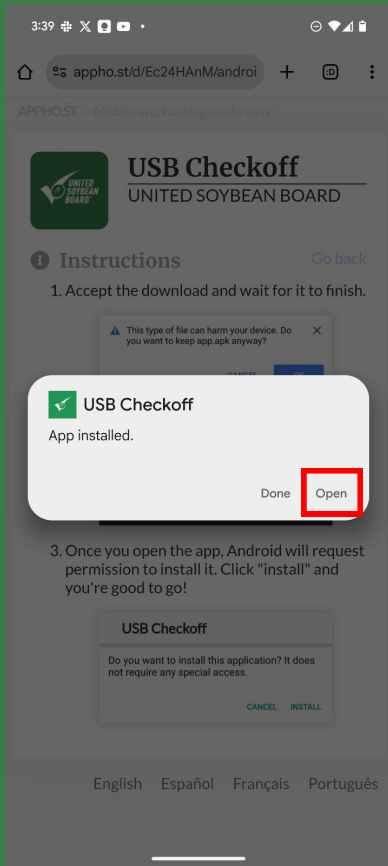 3:39
appho.st/d/Ec24HAnM/androi
:D
APPHOST — Mobile app hosting made easy
UNITED
SOYBEAN
BOARD
USB Checkoff
UNITED SOYBEAN BOARD
Instructions
Go back
1. Accept the download and wait for it to finish.
This type of file can harm your device. Do
you want to keep app.apk anyway?
CANCEL OK
USB Checkoff
App installed.
Done Open
3. Once you open the app, Android will request
permission to install it. Click "install" and
you're good to go!
USB Checkoff
Do you want to install this application? It does
not require any special access.
CANCEL INSTALL
English Español Français Português